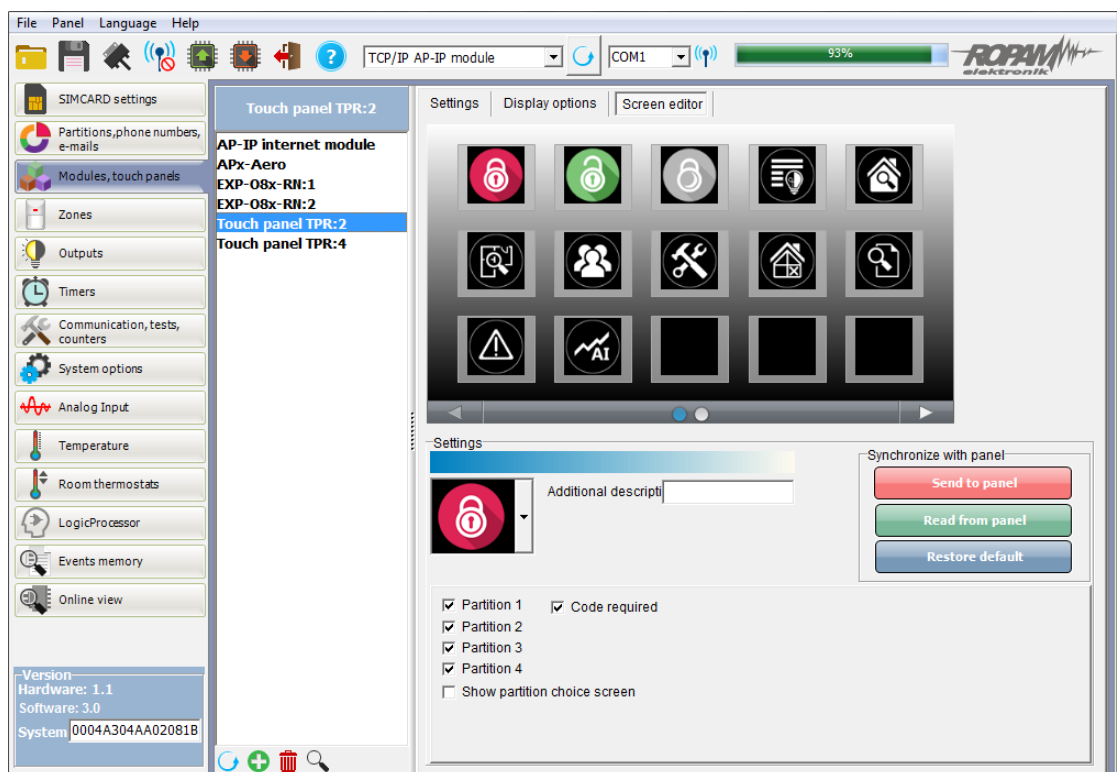 File Panel Language Help
TCP/IP AP-IP module
COM1
93%
ROPAM
elektronik
SIMCARD settings
Partitions,phone numbers,
e-mails
Modules, touch panels
Zones
Outputs
Timers
Communication, tests,
counters
System options
Analog Input
Temperature
Room thermostats
LogicProcessor
Events memory
Online view
Version
Hardware: 1.1
Software: 3.0
System 0004A304AA02081B
Touch panel TPR:2
AP-IP internet module
APx-Aero
EXP-O8x-RN:1
EXP-O8x-RN:2
Touch panel TPR:2
Touch panel TPR:4
Settings Display options Screen editor
AI
Settings
Additional descripti
Synchronize with panel
Send to panel
Read from panel
Restore default
Partition 1 Code required
Partition 2
Partition 3
Partition 4
Show partition choice screen